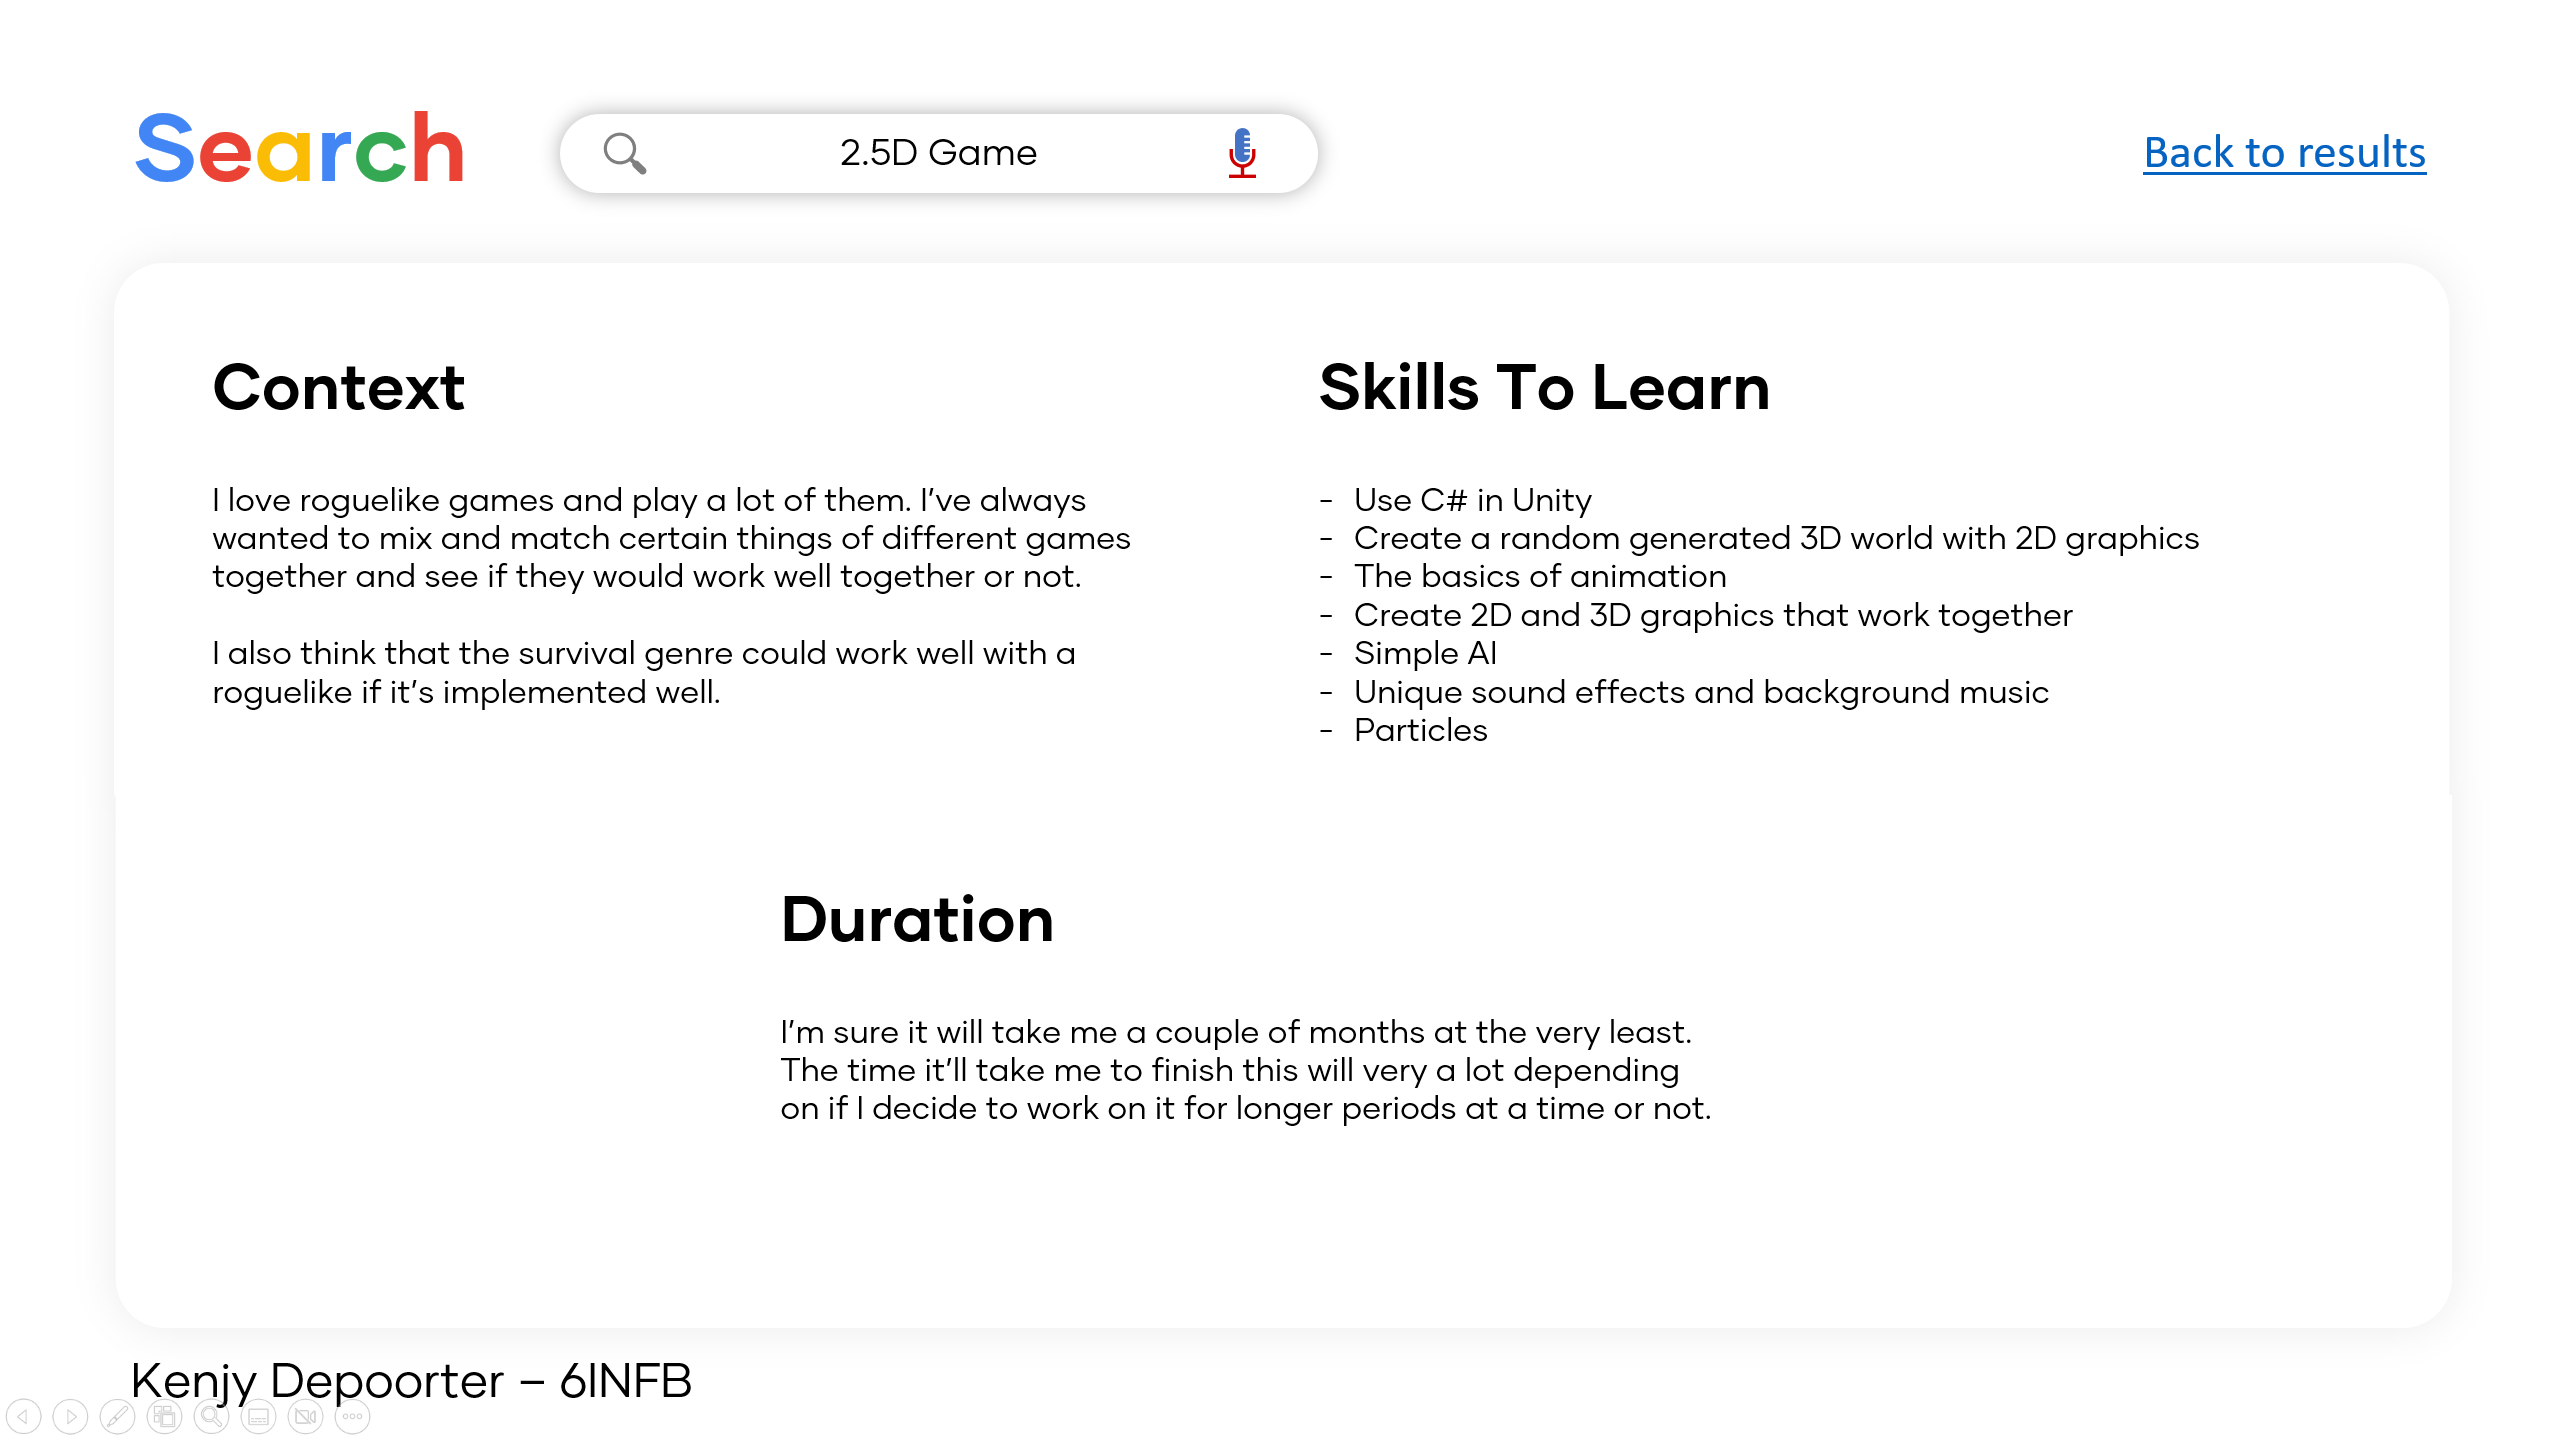 Search
2.5D Game
Back to results
Context
I love roguelike games and play a lot of them. I've always
wanted to mix and match certain things of different games
together and see if they would work well together or not.
I also think that the survival genre could work well with a
roguelike if it's implemented well.
Skills To Learn
- Use C# in Unity
- Create a random generated 3D world with 2D graphics
- The basics of animation
- Create 2D and 3D graphics that work together
- Simple AI
- Unique sound effects and background music
- Particles
Duration
I'm sure it will take me a couple of months at the very least.
The time it'll take me to finish this will very a lot depending
on if I decide to work on it for longer periods at a time or not.
Kenjy Depoorter – 6INFB